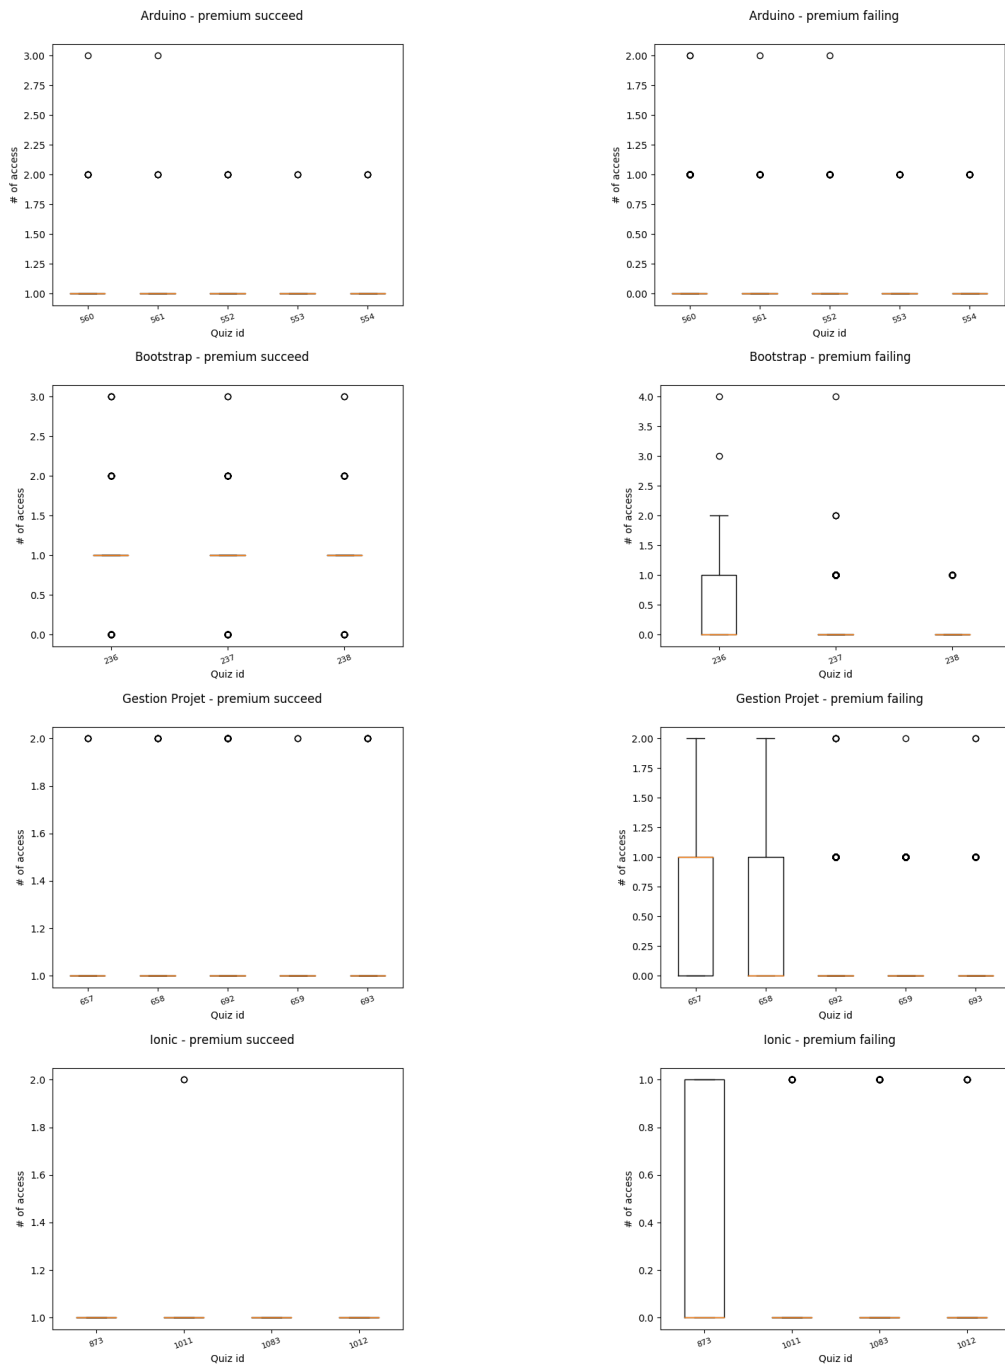 Arduino - premium succeed
3.00
2.75
2.50
2.25
2.00
1.75
1.50
1.25
1.00
# of access
560 561 552 553 554
Quiz id
Arduino - premium failing
2.00
1.75
1.50
1.25
1.00
0.75
0.50
0.25
0.00
# of access
560 561 552 553 554
Quiz id
Bootstrap - premium succeed
3.0
2.5
2.0
1.5
1.0
0.5
0.0
# of access
236 237 238
Quiz id
Bootstrap - premium failing
4.0
3.5
3.0
2.5
2.0
1.5
1.0
0.5
0.0
# of access
236 237 238
Quiz id
Gestion Projet - premium succeed
2.0
1.8
1.6
1.4
1.2
1.0
# of access
657 658 692 659 693
Quiz id
Gestion Projet - premium failing
2.00
1.75
1.50
1.25
1.00
0.75
0.50
0.25
0.00
# of access
657 658 692 659 693
Quiz id
Ionic - premium succeed
2.0
1.8
1.6
1.4
1.2
1.0
# of access
873 1011 1083 1012
Quiz id
Ionic - premium failing
1.0
0.8
0.6
0.4
0.2
0.0
# of access
873 1011 1083 1012
Quiz id